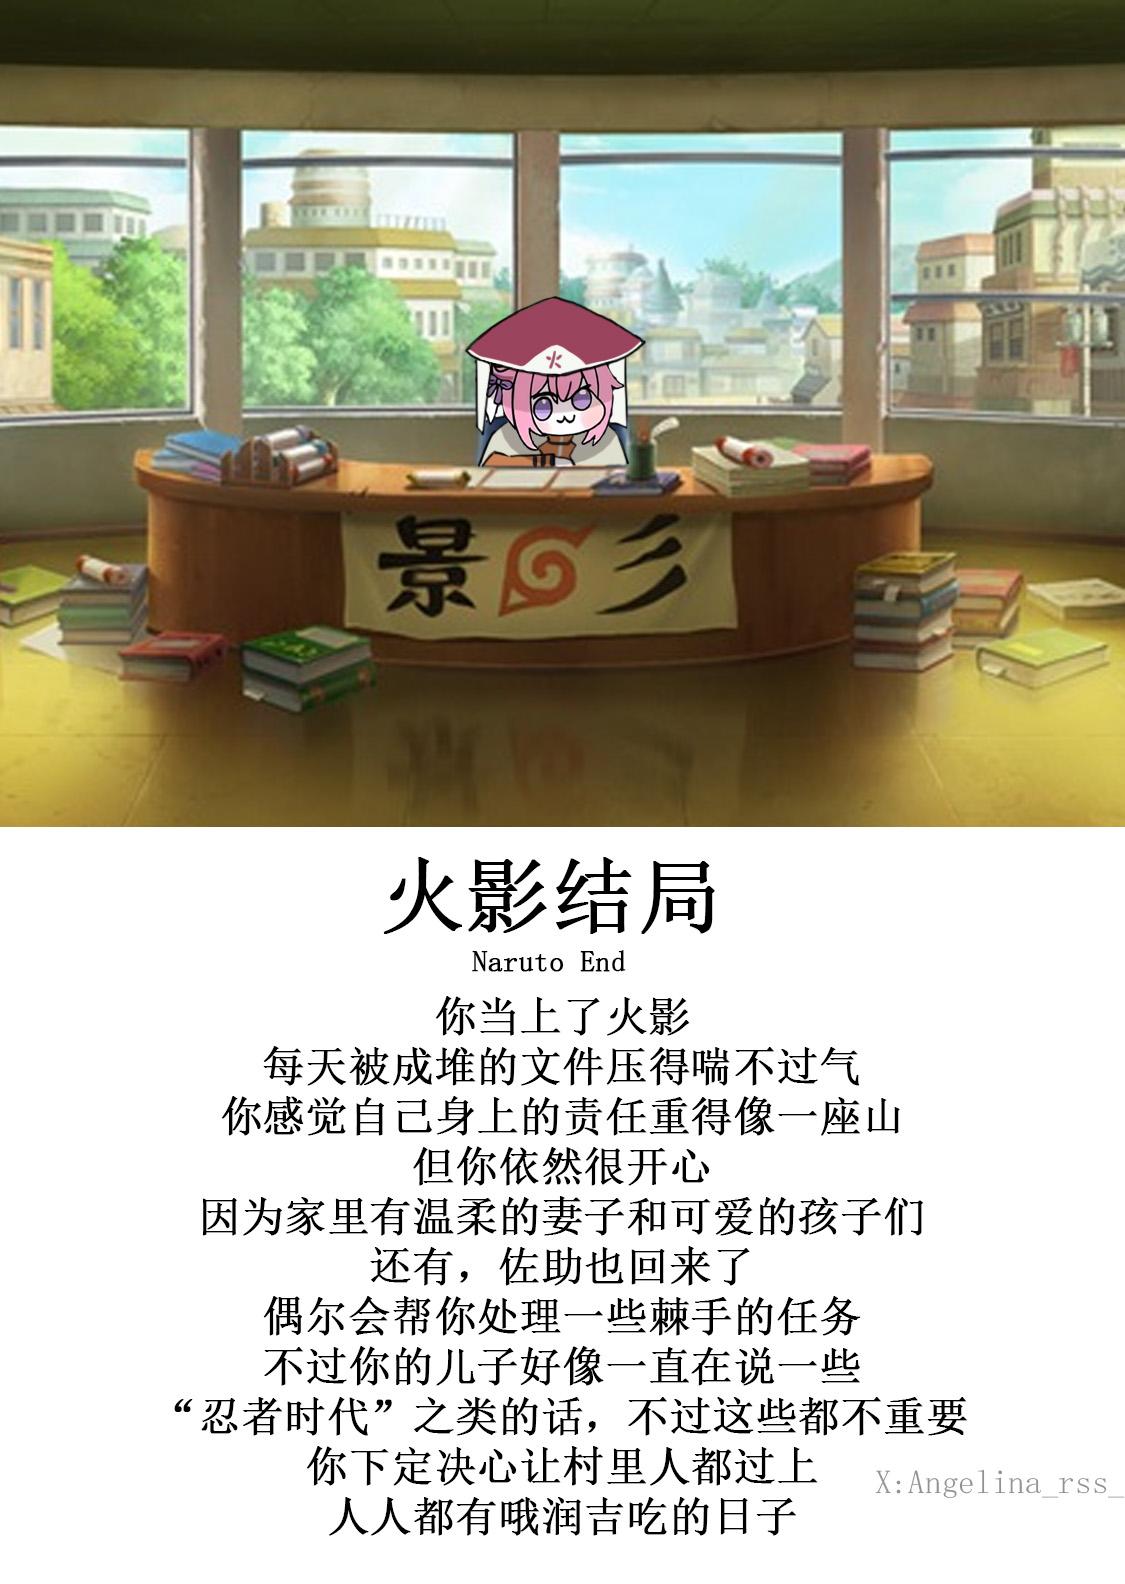 火
景 彡
火影结局
Naruto End
你当上了火影
每天被成堆的文件压得喘不过气
你感觉自己身上的责任重得像一座山
但你依然很开心
因为家里有温柔的妻子和可爱的孩子们
还有，佐助也回来了
偶尔会帮你处理一些棘手的任务
不过你的儿子好像一直在说一些
“忍者时代”之类的话，不过这些都不重要
你下定决心让村里人都过上
人人都有哦润吉吃的日子
X:Angelina_rss_